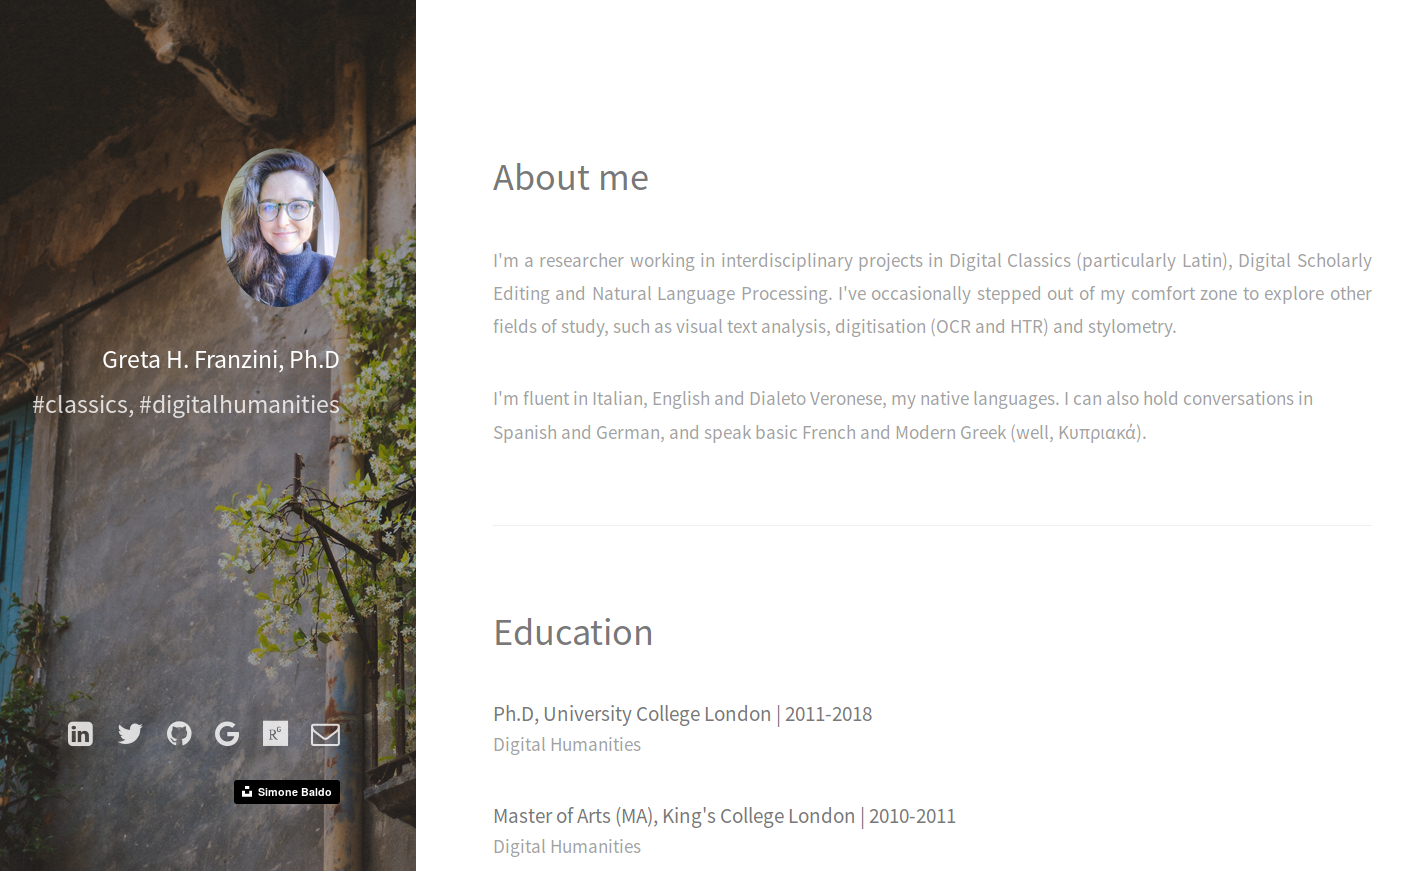 Greta H. Franzini, Ph.D
#classics, #digitalhumanities
Simone Baldo
About me
I'm a researcher working in interdisciplinary projects in Digital Classics (particularly Latin), Digital Scholarly
Editing and Natural Language Processing. I've occasionally stepped out of my comfort zone to explore other
fields of study, such as visual text analysis, digitisation (OCR and HTR) and stylometry.
I'm fluent in Italian, English and Dialeto Veronese, my native languages. I can also hold conversations in
Spanish and German, and speak basic French and Modern Greek (well, Κυπριακά).
Education
Ph.D, University College London | 2011-2018
Digital Humanities
Master of Arts (MA), King's College London | 2010-2011
Digital Humanities